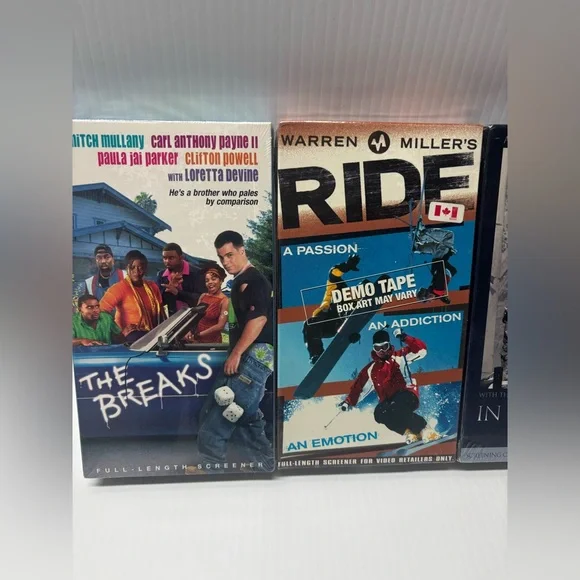 MITCH MULLANY CARL ANTHONY PAYNE II
PAULA JAI PARKER CLIFTON POWELL
WITH LORETTA DEVINE
He's a brother who pales
by comparison
THE
BREAKS
FULL-LENGTH SCREENER
WARREN MILLER'S
RIDE
A PASSION
DEMO TAPE
BOX ART MAY VARY
AN ADDICTION
AN EMOTION
FULL-LENGTH SCREENER FOR VIDEO RETAILERS ONLY
WITH
IN